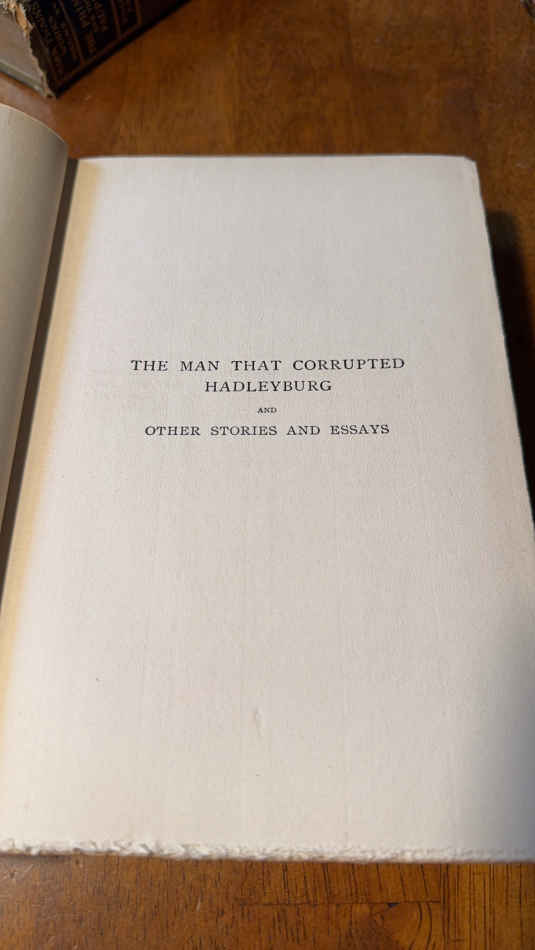 THE MAN THAT CORRUPTED
HADLEYBURG
AND
OTHER STORIES AND ESSAYS